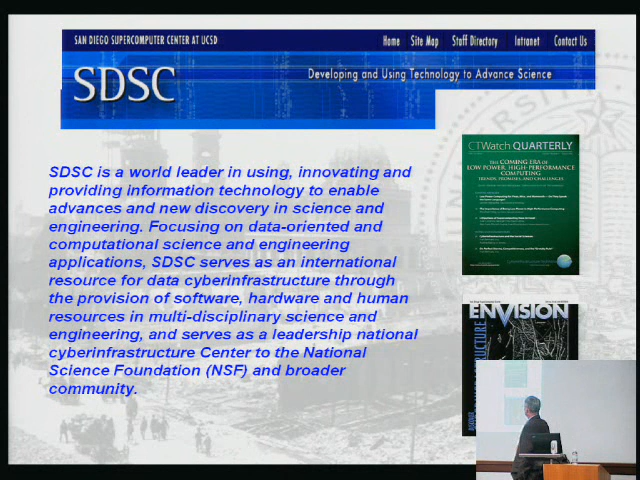 SAN DIEGO SUPERCOMPUTER CENTER AT UCSD
Home Site Map Staff Directory Intranet Contact Us
SDSC
Developing and Using Technology to Advance Science
SDSC is a world leader in using, innovating and
providing information technology to enable
advances and new discovery in science and
engineering. Focusing on data-oriented and
computational science and engineering
applications, SDSC serves as an international
resource for data cyberinfrastructure through
the provision of software, hardware and human
resources in multi-disciplinary science and
engineering, and serves as a leadership national
cyberinfrastructure Center to the National
Science Foundation (NSF) and broader
community.
CTWatch QUARTERLY
THE COMING ERA OF
LOW POWER, HIGH-PERFORMANCE
COMPUTING
TRENDS, PROMISES, AND CHALLENGES
ENVISION